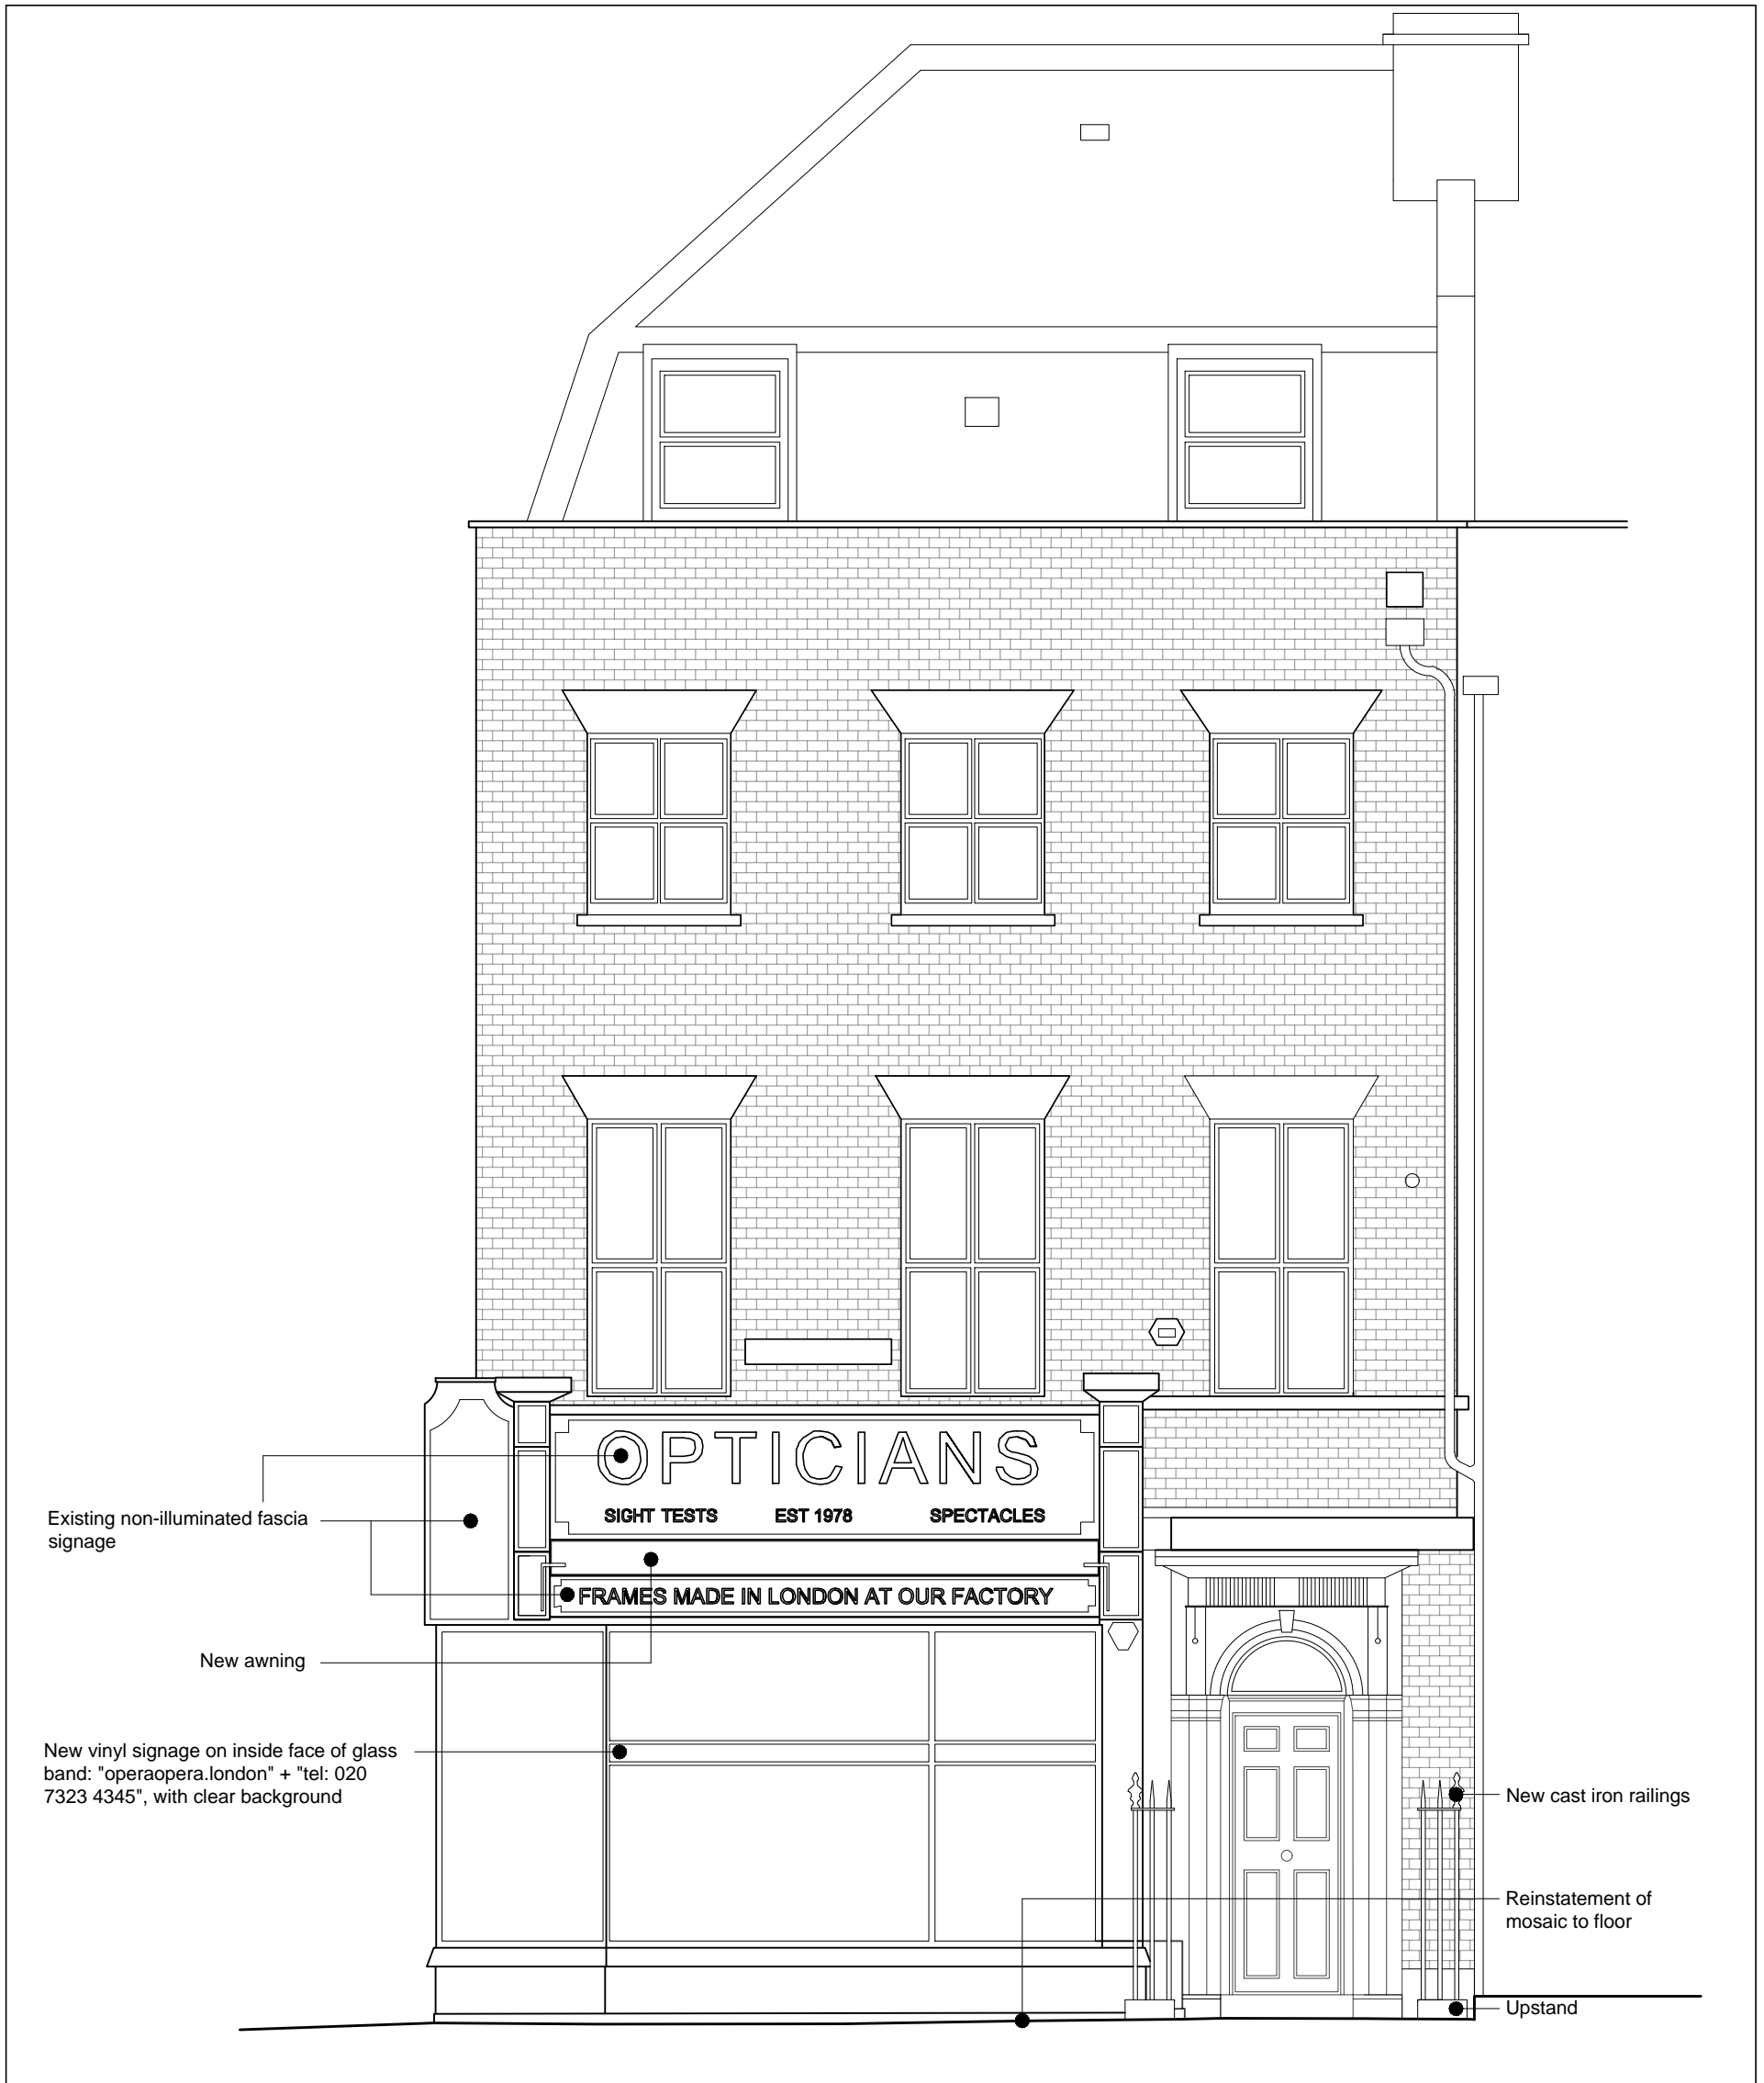 OPTICIANS
SIGHT TESTS EST 1978 SPECTACLES
FRAMES MADE IN LONDON AT OUR FACTORY
Existing non-illuminated fascia
signage
New awning
New vinyl signage on inside face of glass
band: "operaopera.london" + "tel: 020
7323 4345", with clear background
New cast iron railings
Reinstatement of
mosaic to floor
Upstand